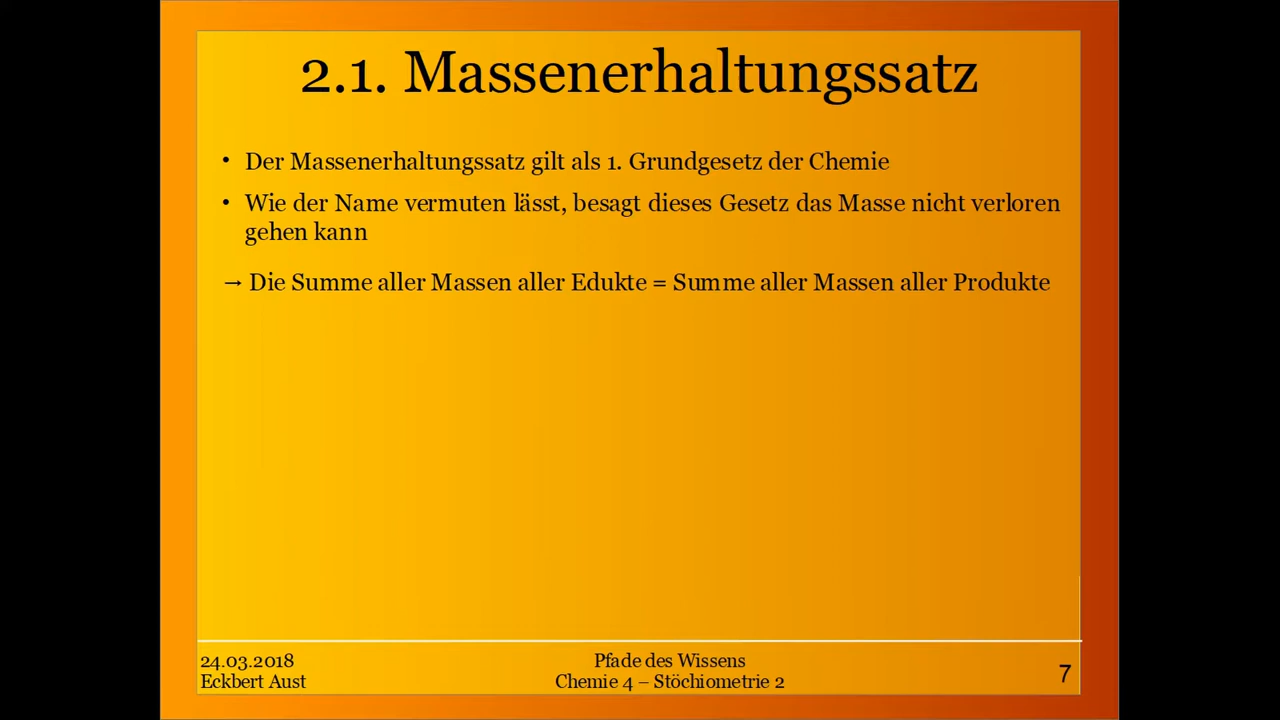 2.1. Massenerhaltungssatz
• Der Massenerhaltungssatz gilt als 1. Grundgesetz der Chemie
• Wie der Name vermuten lässt, besagt dieses Gesetz das Masse nicht verloren
gehen kann
→ Die Summe aller Massen aller Edukte = Summe aller Massen aller Produkte
24.03.2018
Eckbert Aust
Pfade des Wissens
Chemie 4 – Stöchiometrie 2
7